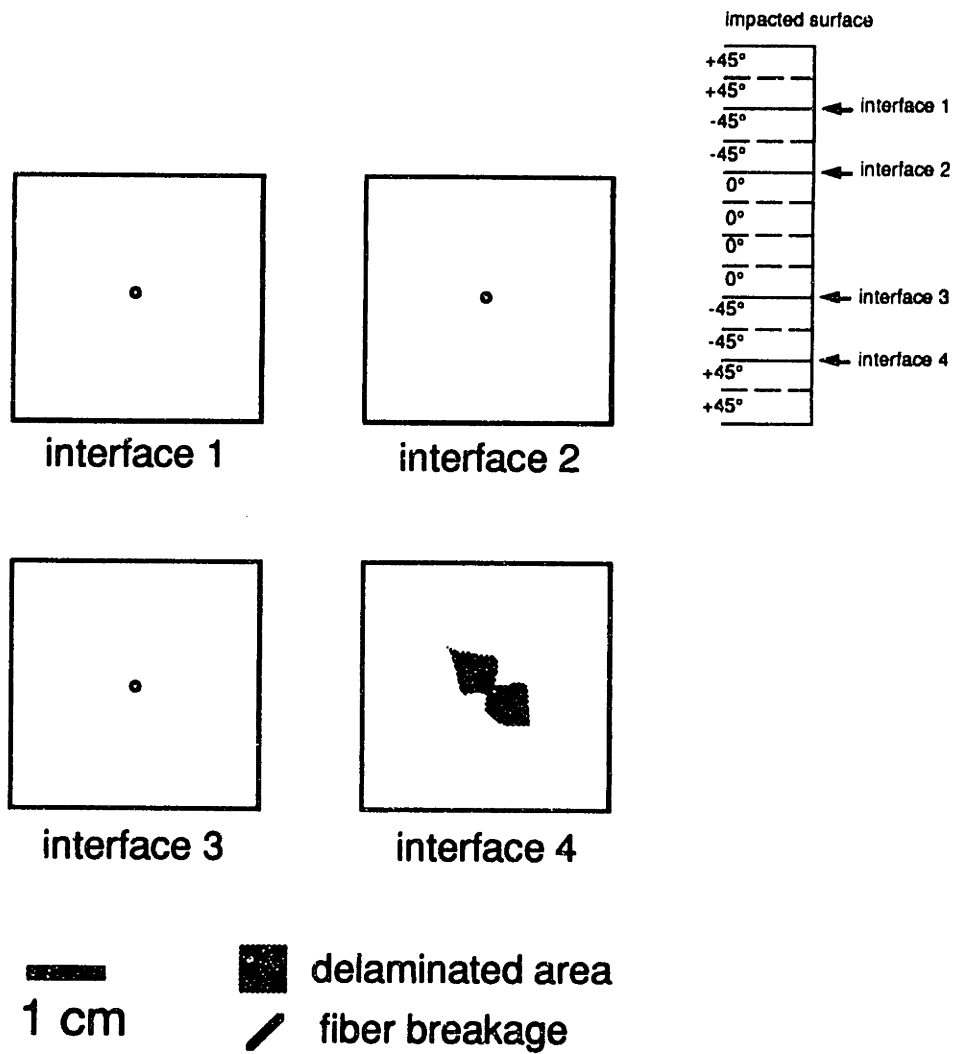 impacted surface
+45°
+45°
interface 1
-45°
-45°
interface 2
0°
0°
0°
0°
interface 3
-45°
-45°
interface 4
+45°
+45°
interface 1
interface 2
interface 3
interface 4
1 cm
delaminated area
fiber breakage